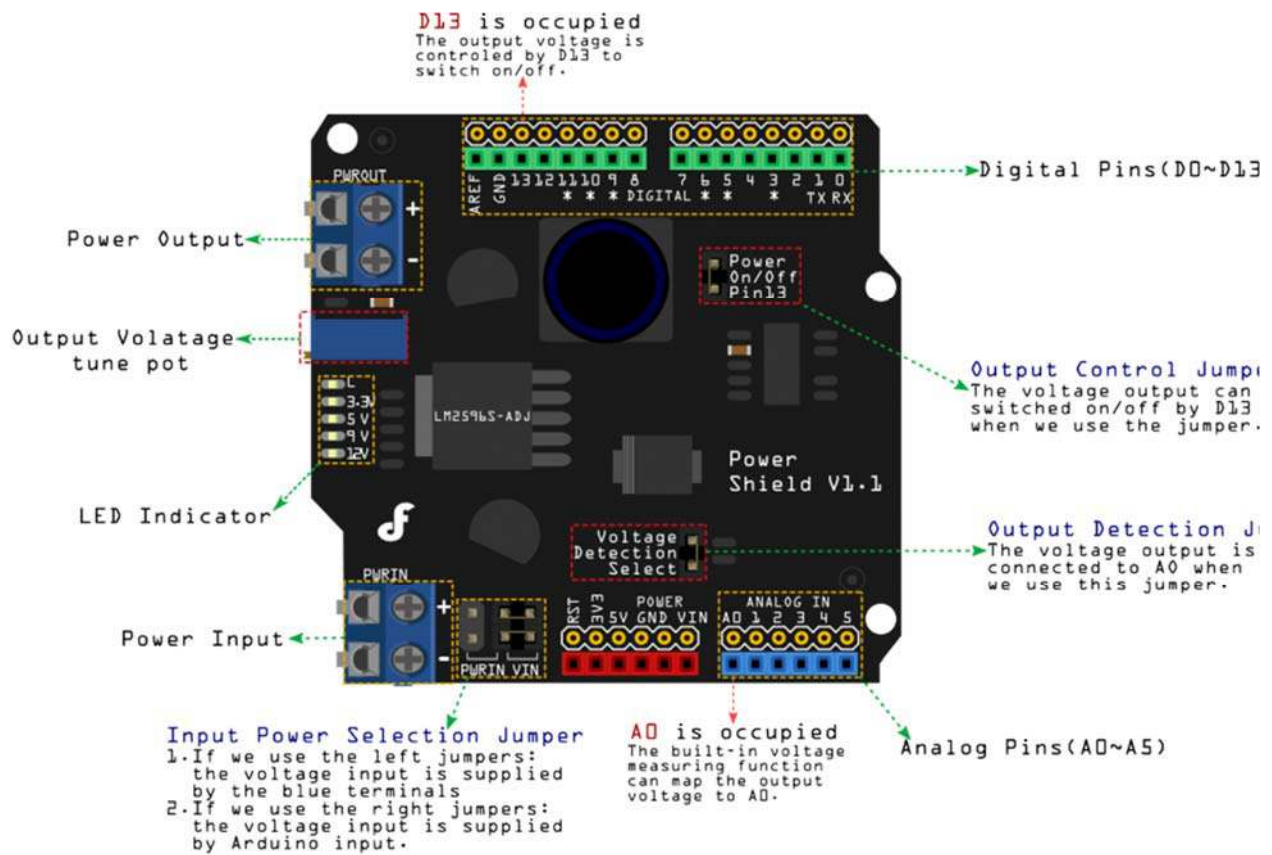 D13 is occupied
The output voltage is
controled by D13 to
switch on/off.
PWROUT
+
-
AREF
GND
13
12
11
10
9
8
7
6
5
4
3
2
1
0
* * * DIGITAL * * *
TX RX
Digital Pins(D0~D13
Power Output
Power
On/Off
Pin13
Output Volatage
tune pot
L
3.3V
5 V
9 V
12V
LM2596S-ADJ
Output Control Jump
The voltage output can
switched on/off by D13
when we use the jumper.
Power
Shield V1.1
LED Indicator
Voltage
Detection
Select
Output Detection J
The voltage output is
connected to A0 when
we use this jumper.
PWRIN
+
-
Power Input
PWRIN VIN
POWER
RST
3V3
5V GND VIN
ANALOG IN
A0 1 2 3 4 5
Input Power Selection Jumper
1.If we use the left jumpers:
the voltage input is supplied
by the blue terminals
2.If we use the right jumpers:
the voltage input is supplied
by Arduino input.
A0 is occupied
The built-in voltage
measuring function
can map the output
voltage to A0.
Analog Pins(A0~A5)